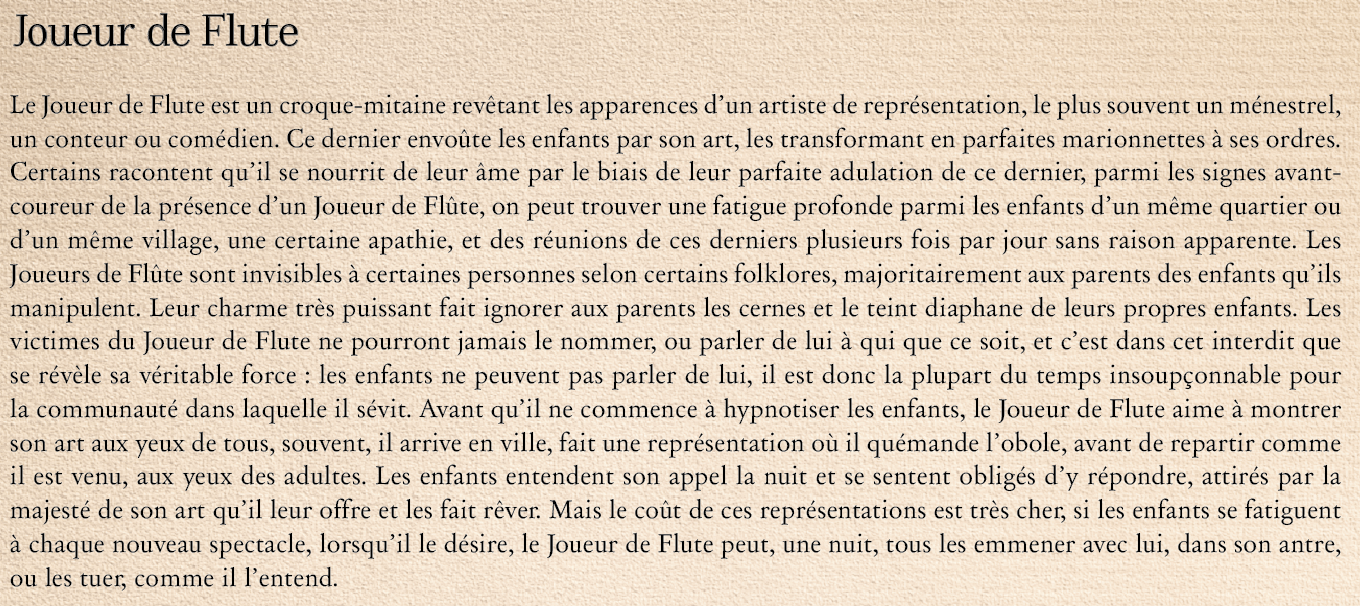 Joueur de Flute
Le Joueur de Flute est un croque-mitaine revêtant les apparences d’un artiste de représentation, le plus souvent un ménestrel,
un conteur ou comédien. Ce dernier envoûte les enfants par son art, les transformant en parfaites marionnettes à ses ordres.
Certains racontent qu’il se nourrit de leur âme par le biais de leur parfaite adulation de ce dernier, parmi les signes avant-
coureur de la présence d’un Joueur de Flûte, on peut trouver une fatigue profonde parmi les enfants d’un même quartier ou
d’un même village, une certaine apathie, et des réunions de ces derniers plusieurs fois par jour sans raison apparente. Les
Joueurs de Flûte sont invisibles à certaines personnes selon certains folklores, majoritairement aux parents des enfants qu’ils
manipulent. Leur charme très puissant fait ignorer aux parents les cernes et le teint diaphane de leurs propres enfants. Les
victimes du Joueur de Flute ne pourront jamais le nommer, ou parler de lui à qui que ce soit, et c’est dans cet interdit que
se révèle sa véritable force : les enfants ne peuvent pas parler de lui, il est donc la plupart du temps insoupçonnable pour
la communauté dans laquelle il sévit. Avant qu’il ne commence à hypnotiser les enfants, le Joueur de Flute aime à montrer
son art aux yeux de tous, souvent, il arrive en ville, fait une représentation où il quémande l’obole, avant de repartir comme
il est venu, aux yeux des adultes. Les enfants entendent son appel la nuit et se sentent obligés d’y répondre, attirés par la
majesté de son art qu’il leur offre et les fait rêver. Mais le coût de ces représentations est très cher, si les enfants se fatiguent
à chaque nouveau spectacle, lorsqu’il le désire, le Joueur de Flute peut, une nuit, tous les emmener avec lui, dans son antre,
ou les tuer, comme il l’entend.